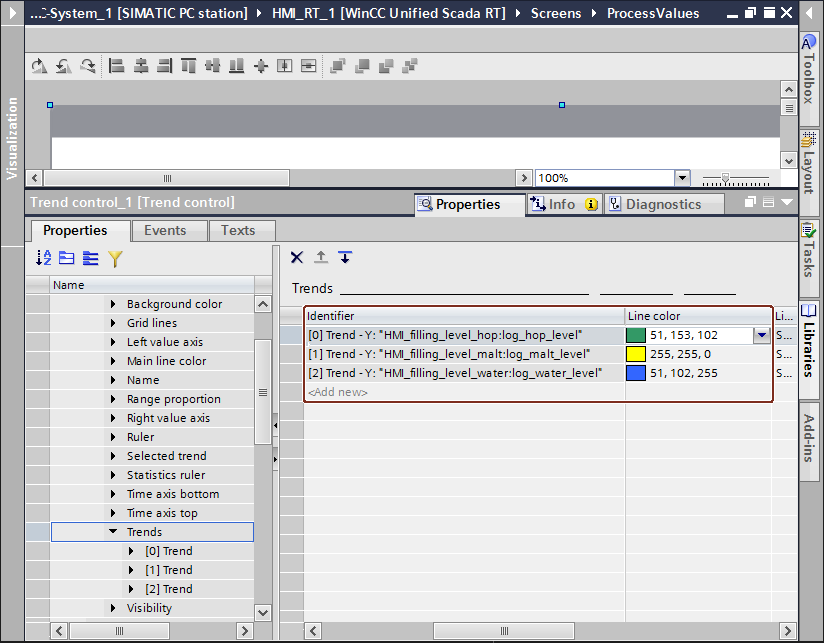 ...C-System_1 [SIMATIC PC station] HMI_RT_1 [WinCC Unified Scada RT] Screens ProcessValues
Visualization
100%
Toolbox
Layout
Tasks
Libraries
Add-ins
Trend control_1 [Trend control]
Properties Info Diagnostics
Properties Events Texts
Name
Background color
Grid lines
Left value axis
Main line color
Name
Range proportion
Right value axis
Ruler
Selected trend
Statistics ruler
Time axis bottom
Time axis top
Trends
[0] Trend
[1] Trend
[2] Trend
Visibility
Trends
Identifier Line color Li...
[0] Trend - Y: "HMI_filling_level_hop:log_hop_level" 51, 153, 102 S...
[1] Trend - Y: "HMI_filling_level_malt:log_malt_level" 255, 255, 0 S...
[2] Trend - Y: "HMI_filling_level_water:log_water_level" 51, 102, 255 S...
<Add new>